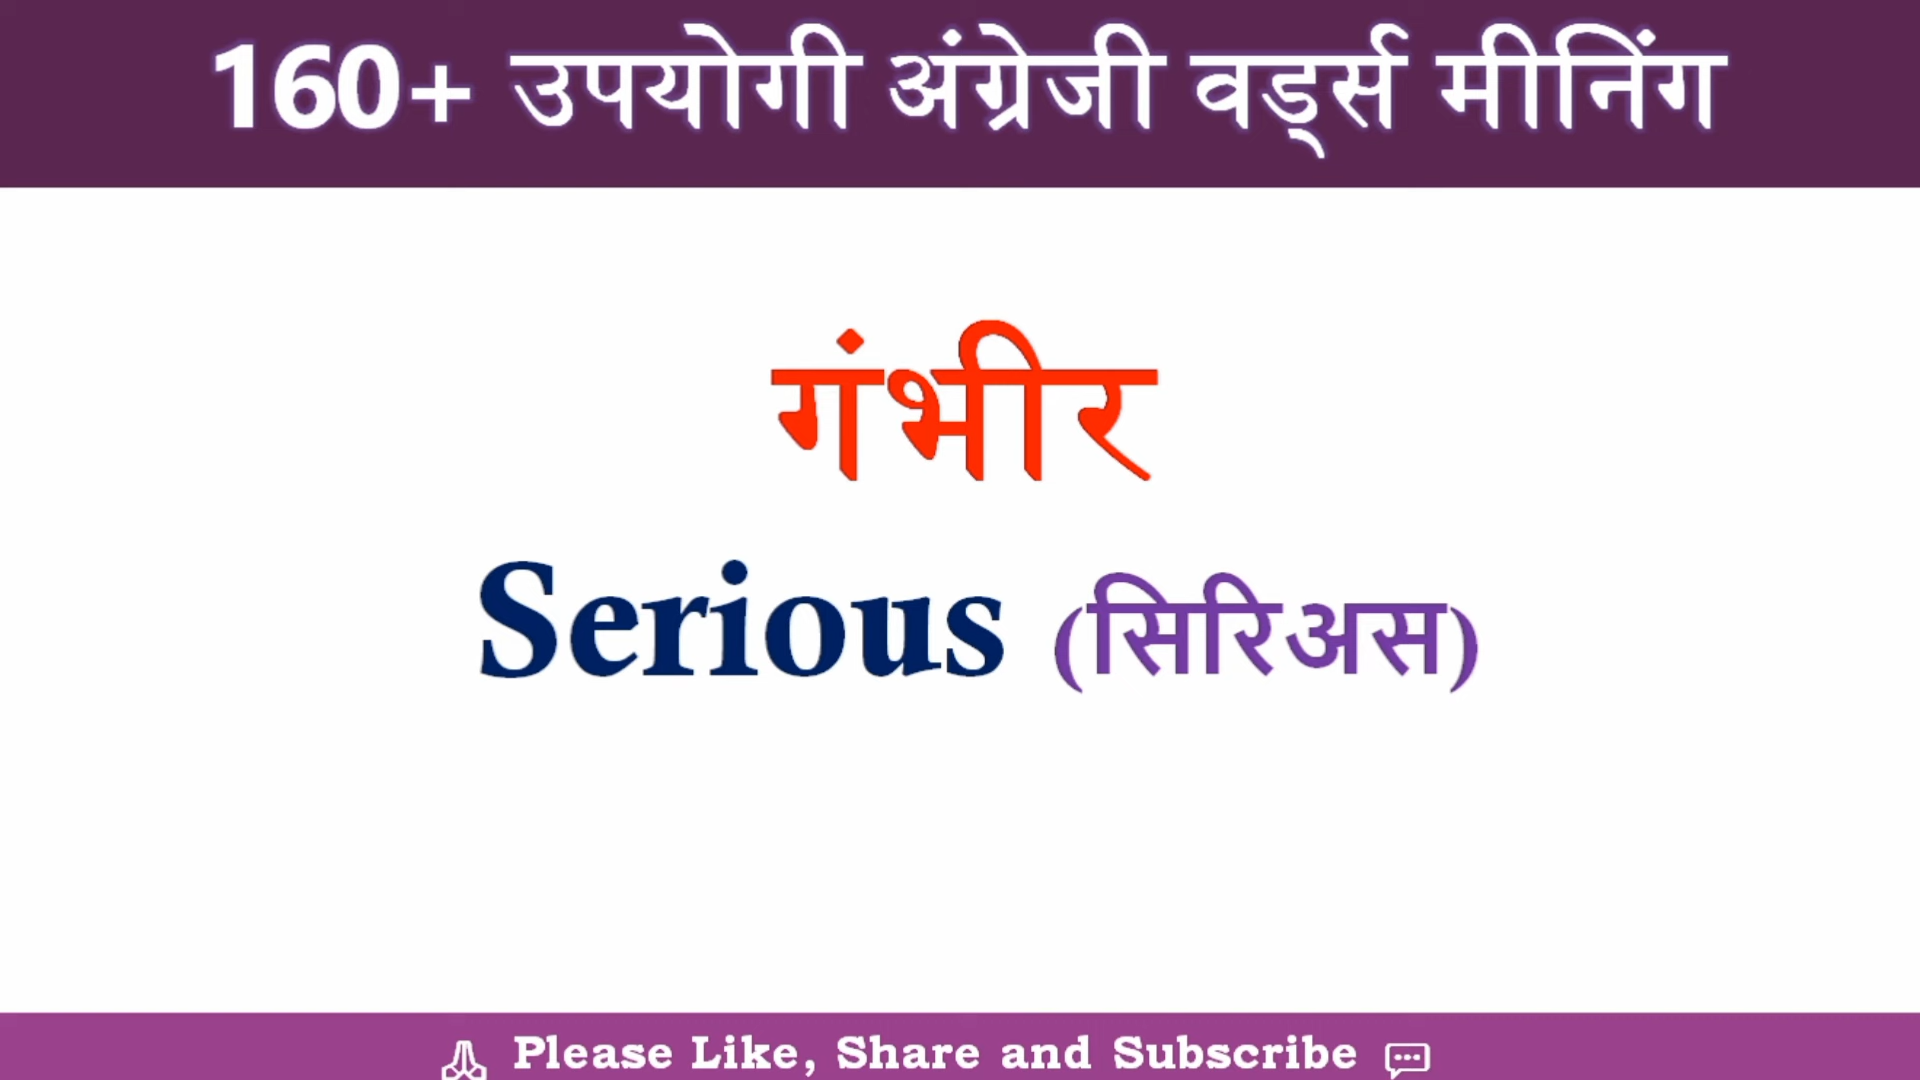 160+ उपयोगी अंग्रेजी वर्ड्स मीनिंग
गंभीर
Serious (सिरिअस)
Please Like, Share and Subscribe